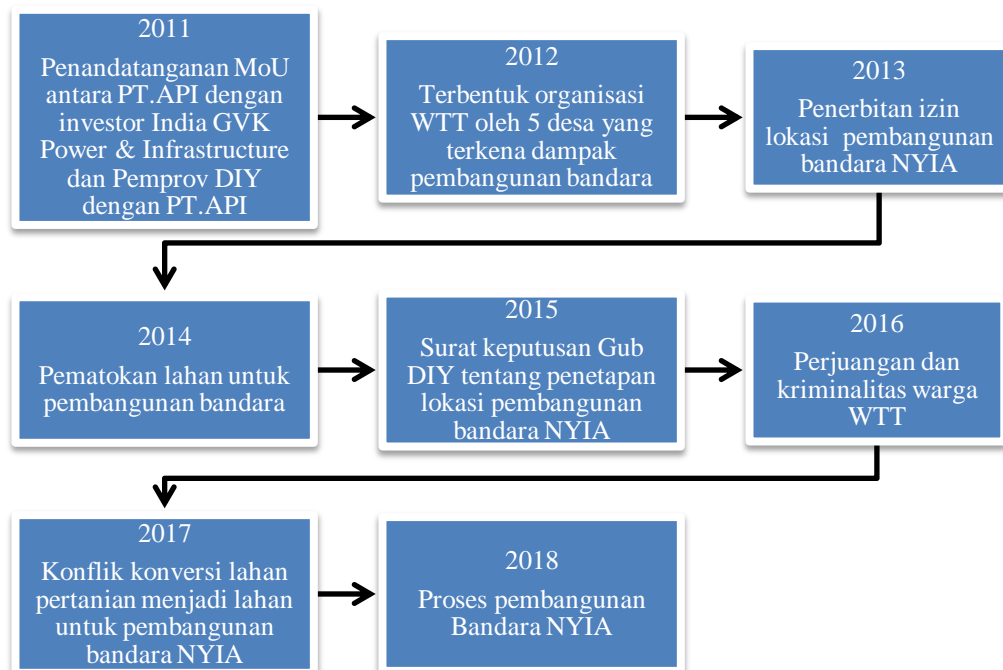 2011
Penandatanganan MoU
antara PT.API dengan
investor India GVK
Power & Infrastructure
dan Pemprov DIY
dengan PT.API
2012
Terbentuk organisasi
WTT oleh 5 desa yang
terkena dampak
pembangunan bandara
2013
Penerbitan izin
lokasi pembangunan
bandara NYIA
2014
Pematokan lahan untuk
pembangunan bandara
2015
Surat keputusan Gub
DIY tentang penetapan
lokasi pembangunan
bandara NYIA
2016
Perjuangan dan
kriminalitas warga
WTT
2017
Konflik konversi lahan
pertanian menjadi lahan
untuk pembangunan
bandara NYIA
2018
Proses pembangunan
Bandara NYIA